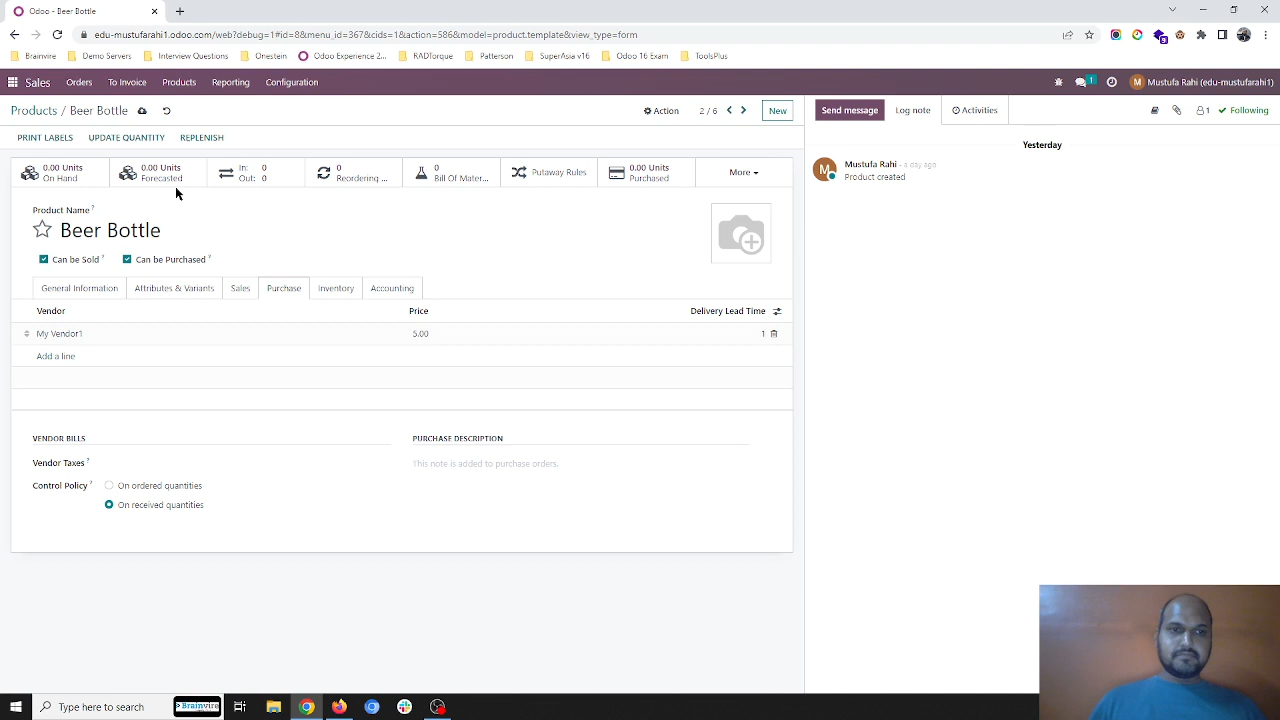 Odoo - Beer Bottle
edu-mustufarahi1.odoo.com/web?debug=1#id=8&menu_id=367&cids=1&action=586&model=product.template&view_type=form
Brainvire Demo Servers Interview Questions Onestein Odoo Experience 2... RADTorque Patterson SuperAsia v16 Odoo 16 Exam ToolsPlus
Sales Orders To Invoice Products Reporting Configuration 1 M Mustufa Rahi (edu-mustufarahi1)
Products / Beer Bottle Action 2 / 6 New Send message Log note Activities 1 Following
PRINT LABELS UPDATE QUANTITY REPLENISH
Yesterday
0.00 Units On Hand
0.00 Units Forecasted
In: 0
Out: 0
0 Reordering ...
0 Bill Of Mater...
Putaway Rules
0.00 Units Purchased
More
M Mustufa Rahi - a day ago
Product created
Product Name ?
Beer Bottle
Can be Sold ? Can be Purchased ?
General Information Attributes & Variants Sales Purchase Inventory Accounting
Vendor Price Delivery Lead Time
My Vendor1 5.00 1
Add a line
VENDOR BILLS PURCHASE DESCRIPTION
Vendor Taxes ? This note is added to purchase orders.
Control Policy ? On ordered quantities
On received quantities
Type here to search Brainvire